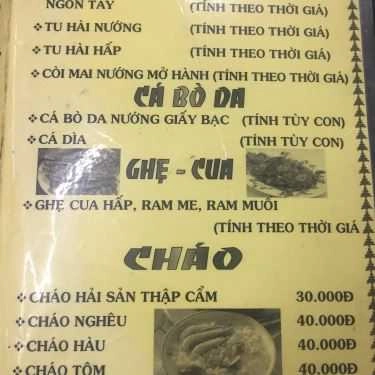 NGÓN TAY (TÍNH THEO THỜI GIÁ)
TU HÀI NƯỚNG (TÍNH THEO THỜI GIÁ)
TU HÀI HẤP (TÍNH THEO THỜI GIÁ)
CÒI MAI NƯỚNG MỞ HÀNH (TÍNH THEO THỜI GIÁ)
CÁ BÒ DA
CÁ BÒ DA NƯỚNG GIẤY BẠC (TÍNH TÙY CON)
CÁ DÌA (TÍNH TÙY CON)
GHẸ - CUA
GHẸ CUA HẤP, RAM ME, RAM MUỐI
(TÍNH THEO THỜI GIÁ
CHÁO
CHÁO HẢI SẢN THẬP CẨM 30.000Đ
CHÁO NGHÊU 40.000Đ
CHÁO HÀU 40.000Đ
CHÁO TÔM 40.000Đ